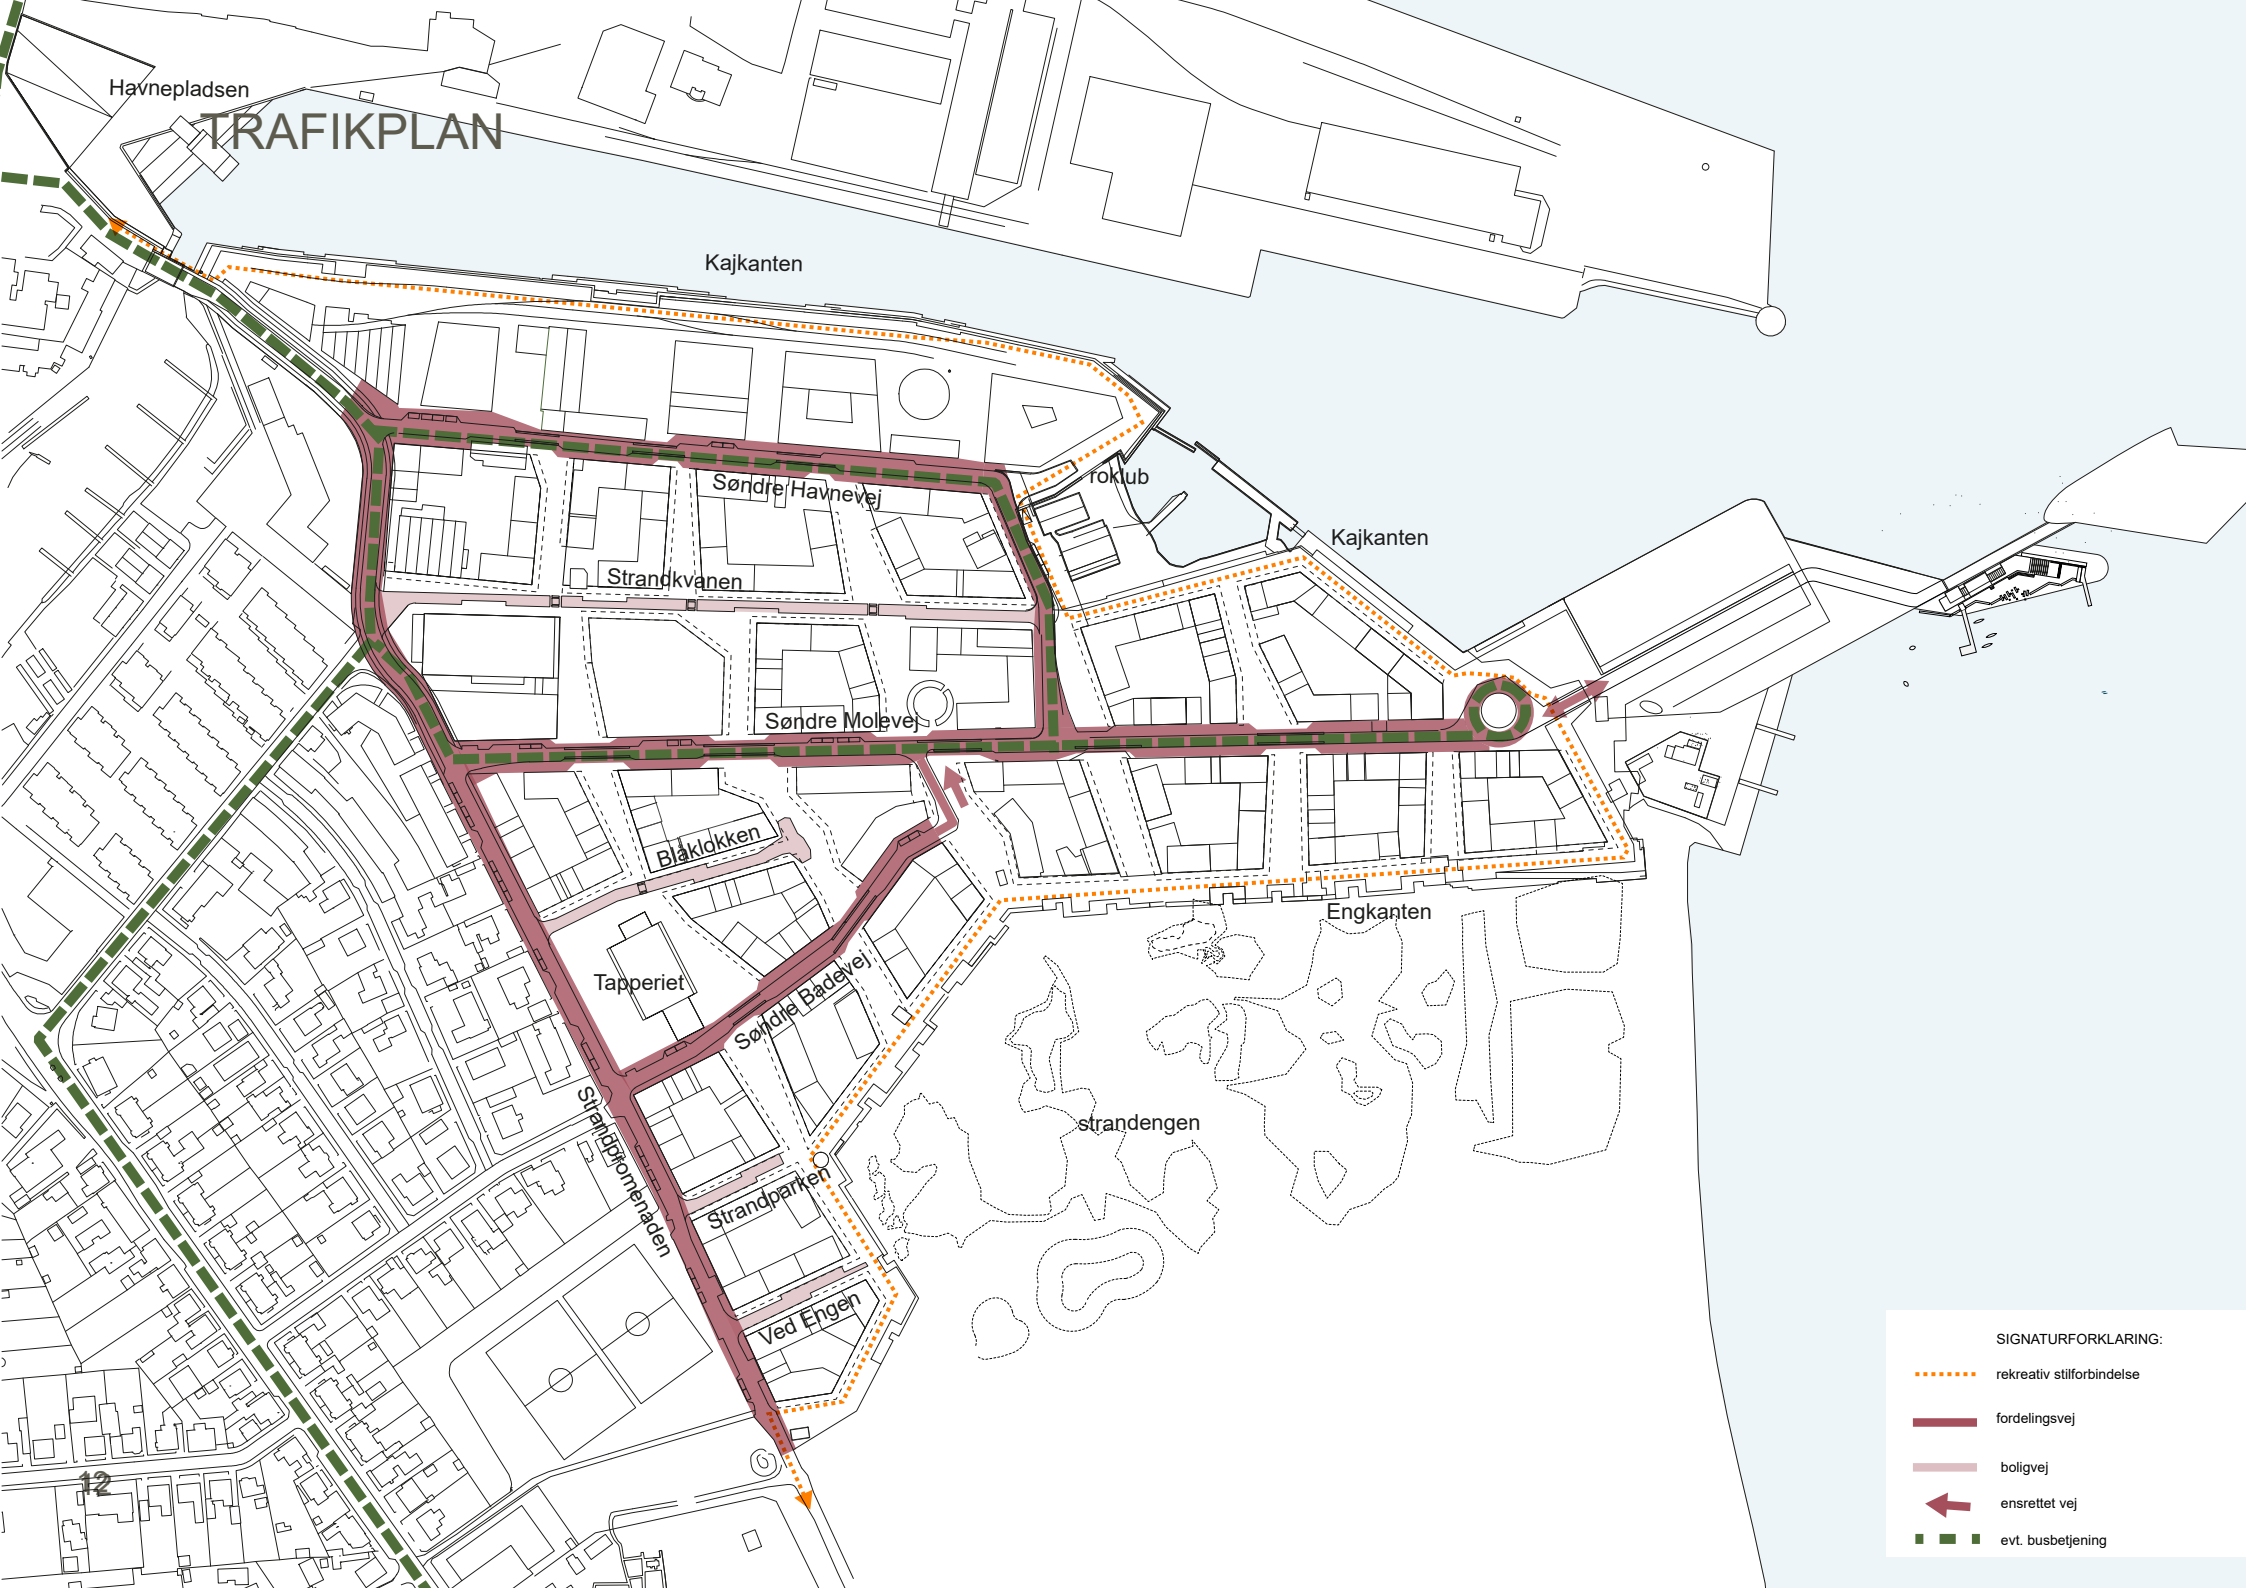 Havnepladsen
TRAFIKPLAN
Kajkanten
roklub
Søndre Havnevej
Kajkanten
Strandkvanen
Søndre Molevej
Blåklokken
Engkanten
Tapperiet
Søndre Badevej
Strandpromenaden
strandengen
Strandparken
Ved Engen
SIGNATURFORKLARING:
rekreativ stilforbindelse
fordelingsvej
boligvej
ensrettet vej
evt. busbetjening
12